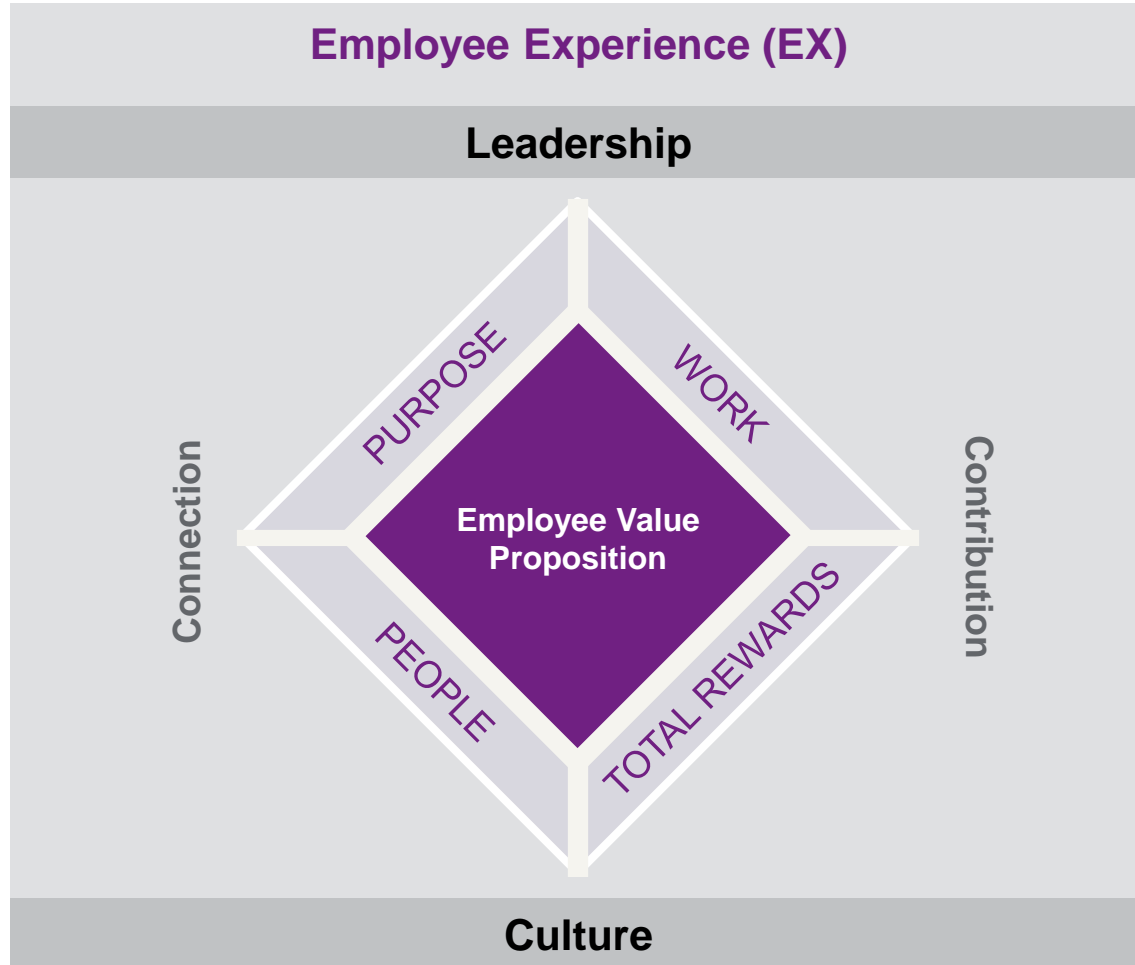 Employee Experience (EX)
Leadership
PURPOSE
WORK
Connection
Employee Value
Proposition
Contribution
PEOPLE
TOTAL REWARDS
Culture